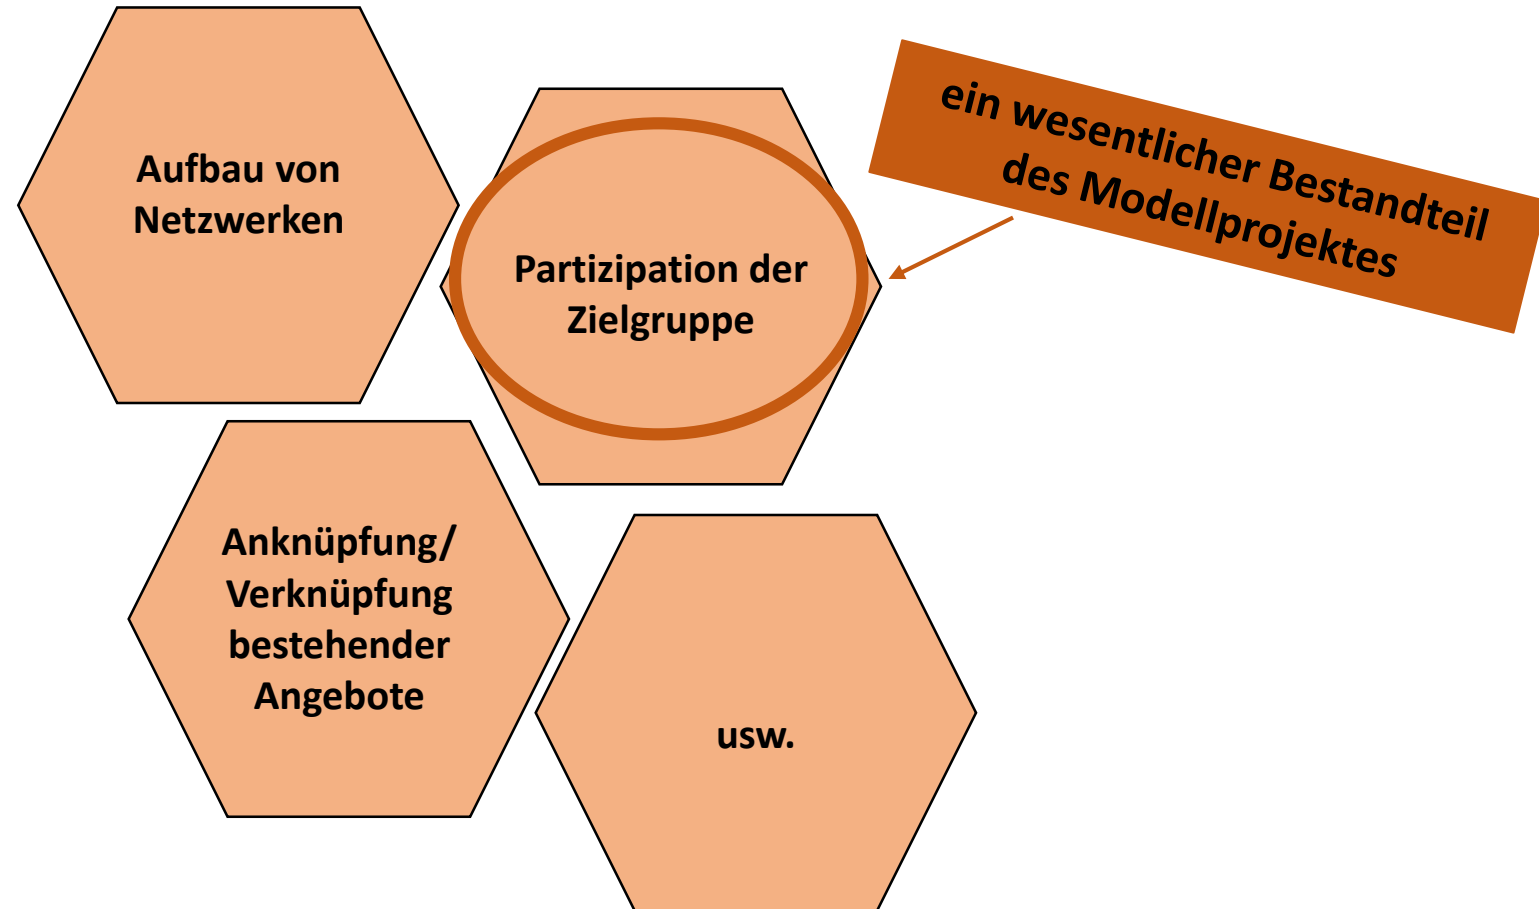 Aufbau von
Netzwerken
Partizipation der
Zielgruppe
ein wesentlicher Bestandteil
des Modellprojektes
Anknüpfung/
Verknüpfung
bestehender
Angebote
usw.